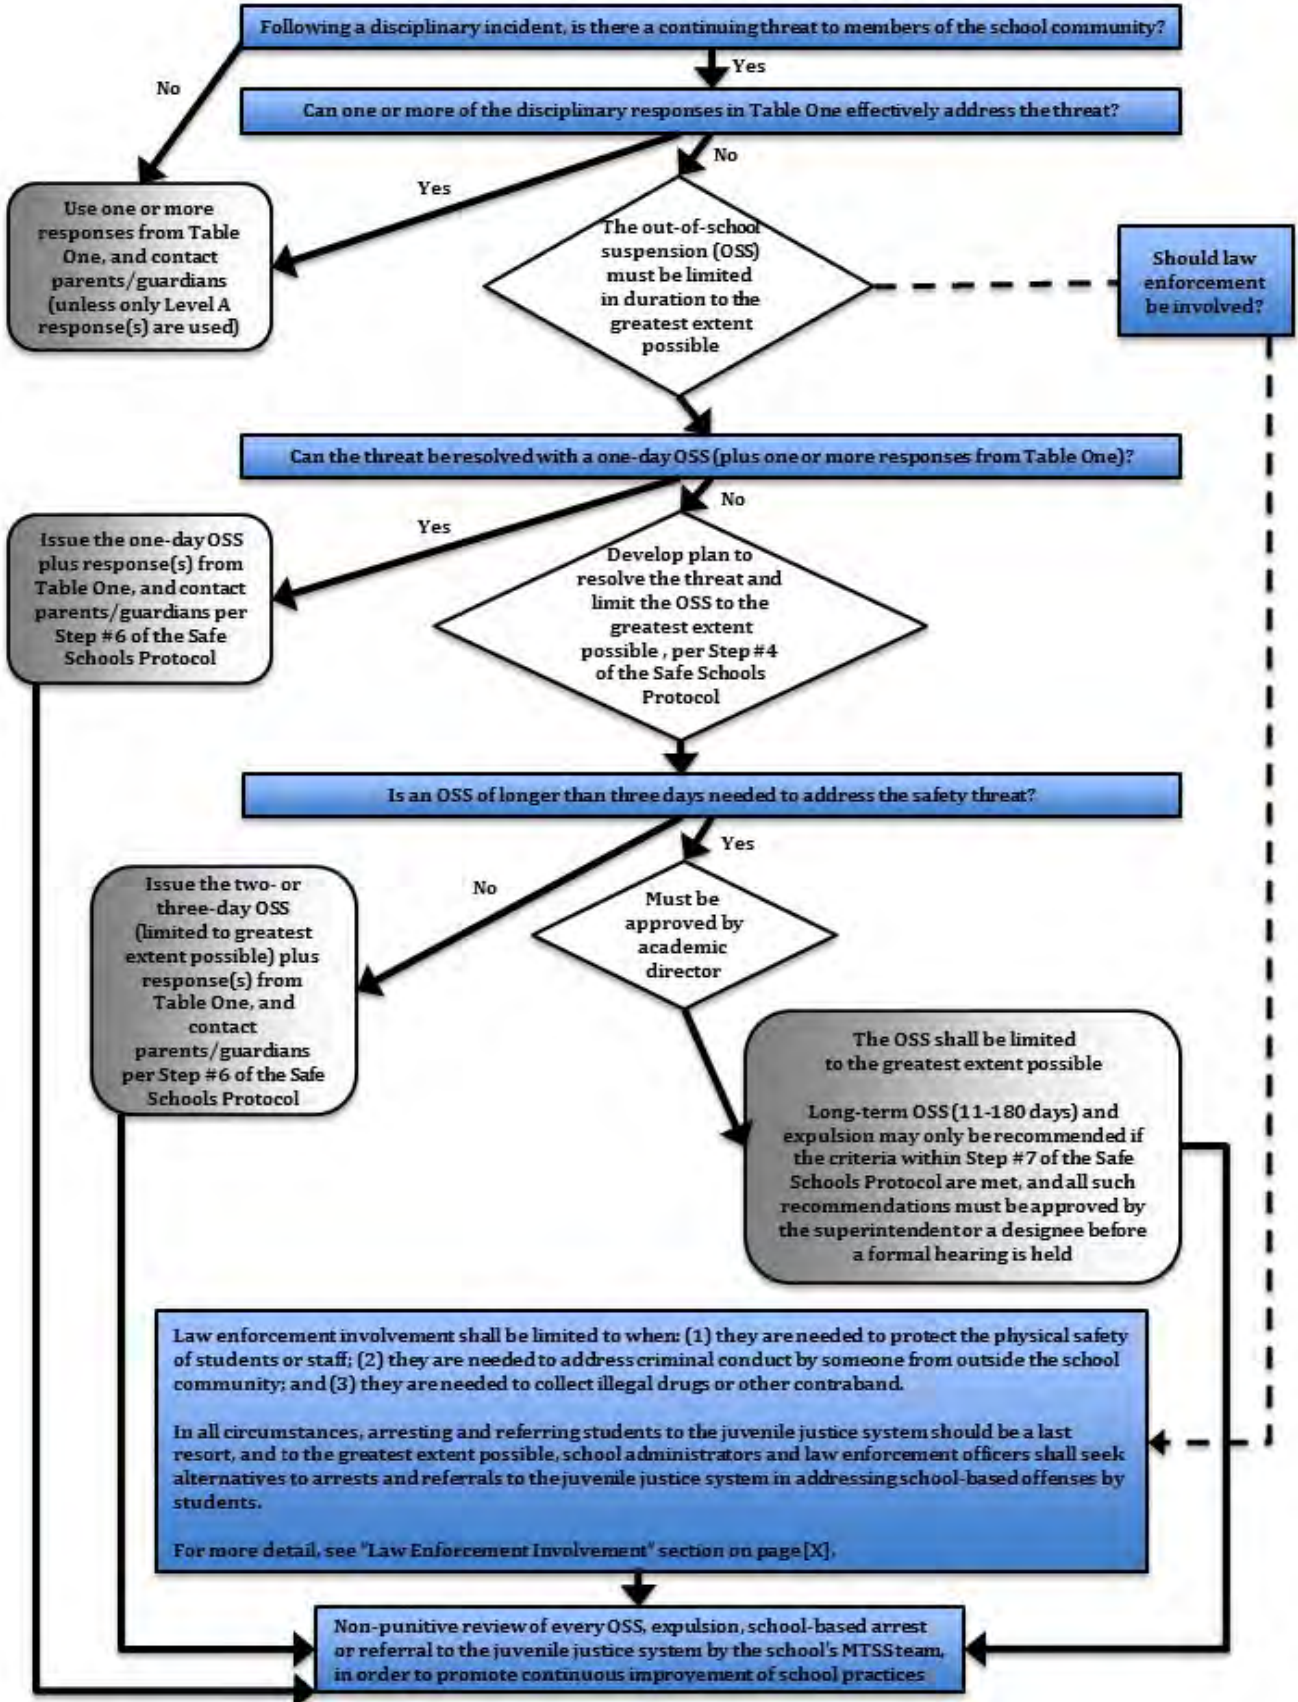 Following a disciplinary incident, is there a continuing threat to members of the school community?
No
Yes
Can one or more of the disciplinary responses in Table One effectively address the threat?
Yes
No
Use one or more
responses from Table
One, and contact
parents/guardians
(unless only Level A
response(s) are used)
The out-of-school
suspension (OSS)
must be limited
in duration to the
greatest extent
possible
Should law
enforcement
be involved?
Can the threat be resolved with a one-day OSS (plus one or more responses from Table One)?
Yes
No
Issue the one-day OSS
plus response(s) from
Table One, and contact
parents/guardians per
Step #6 of the Safe
Schools Protocol
Develop plan to
resolve the threat and
limit the OSS to the
greatest extent
possible , per Step #4
of the Safe Schools
Protocol
Is an OSS of longer than three days needed to address the safety threat?
No
Yes
Issue the two- or
three-day OSS
(limited to greatest
extent possible) plus
response(s) from
Table One, and
contact
parents/guardians
per Step #6 of the Safe
Schools Protocol
Must be
approved by
academic
director
The OSS shall be limited
to the greatest extent possible
Long-term OSS (11-180 days) and
expulsion may only be recommended if
the criteria within Step #7 of the Safe
Schools Protocol are met, and all such
recommendations must be approved by
the superintendent or a designee before
a formal hearing is held
Law enforcement involvement shall be limited to when: (1) they are needed to protect the physical safety
of students or staff; (2) they are needed to address criminal conduct by someone from outside the school
community; and (3) they are needed to collect illegal drugs or other contraband.
In all circumstances, arresting and referring students to the juvenile justice system should be a last
resort, and to the greatest extent possible, school administrators and law enforcement officers shall seek
alternatives to arrests and referrals to the juvenile justice system in addressing school-based offenses by
students.
For more detail, see "Law Enforcement Involvement" section on page [X].
Non-punitive review of every OSS, expulsion, school-based arrest
or referral to the juvenile justice system by the school's MTSS team,
in order to promote continuous improvement of school practices